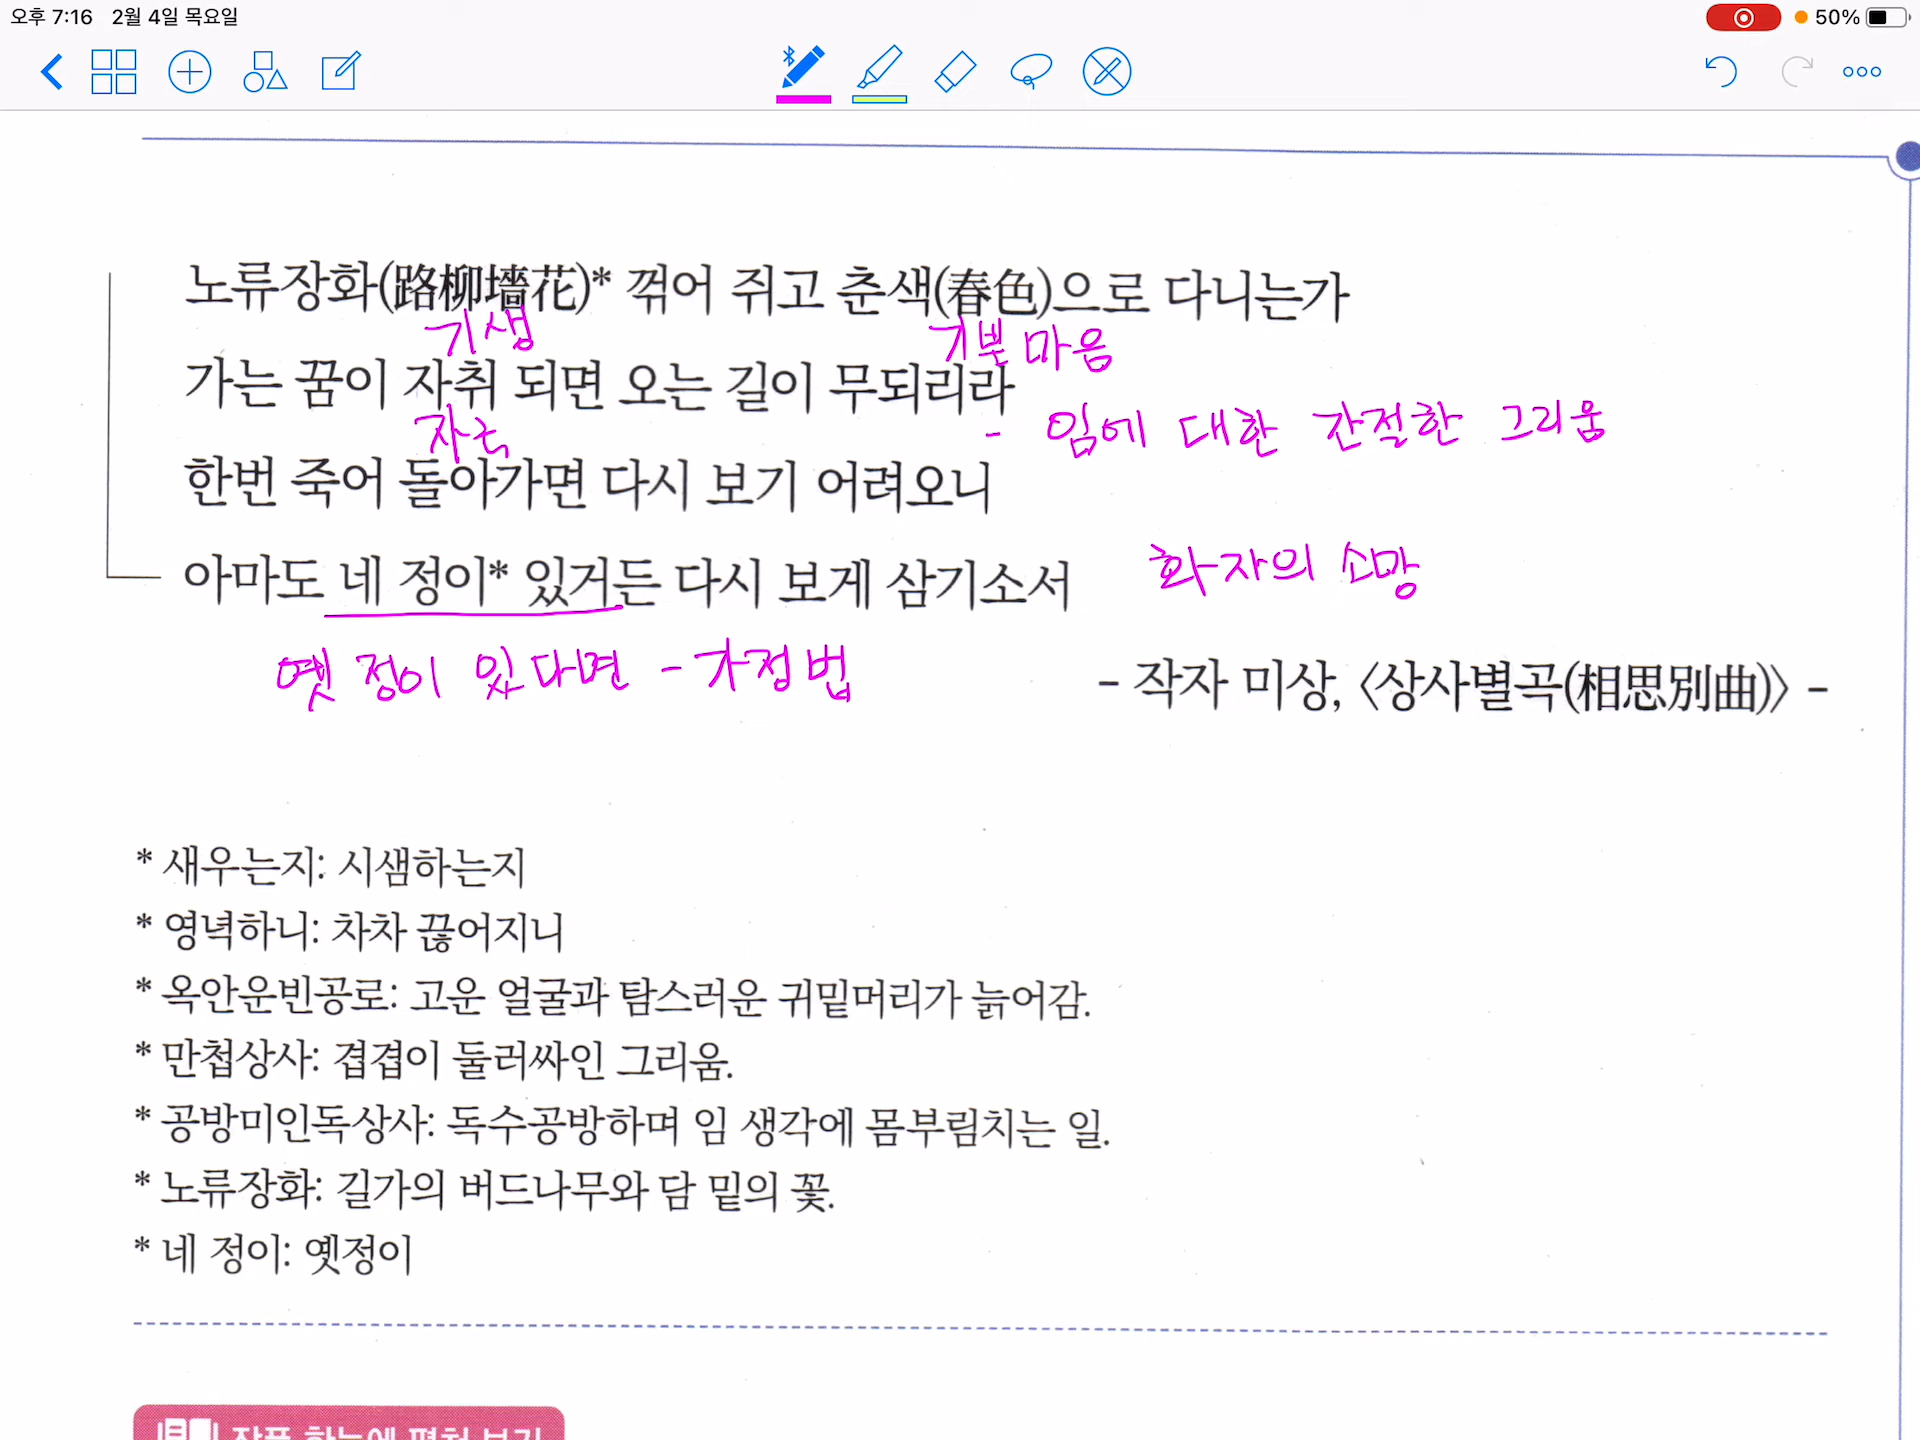 오후 7:16 2월 4일 목요일
50%
노류장화(路柳墻花)* 꺾어 쥐고 춘색(春色)으로 다니는가
기생
기분 마음
가는 꿈이 자취 되면 오는 길이 무되리라
자국
- 임에 대한 간절한 그리움
한번 죽어 돌아가면 다시 보기 어려오니
아마도 네 정이* 있거든 다시 보게 삼기소서
화자의 소망
옛 정이 있다면 - 가정법
- 작자 미상, 〈상사별곡(相思別曲)〉 -
* 새우는지: 시샘하는지
* 영녁하니: 차차 끊어지니
* 옥안운빈공로: 고운 얼굴과 탐스러운 귀밑머리가 늙어감.
* 만첩상사: 겹겹이 둘러싸인 그리움.
* 공방미인독상사: 독수공방하며 임 생각에 몸부림치는 일.
* 노류장화: 길가의 버드나무와 담 밑의 꽃.
* 네 정이: 옛정이
작품 한눈에 펼쳐 보기